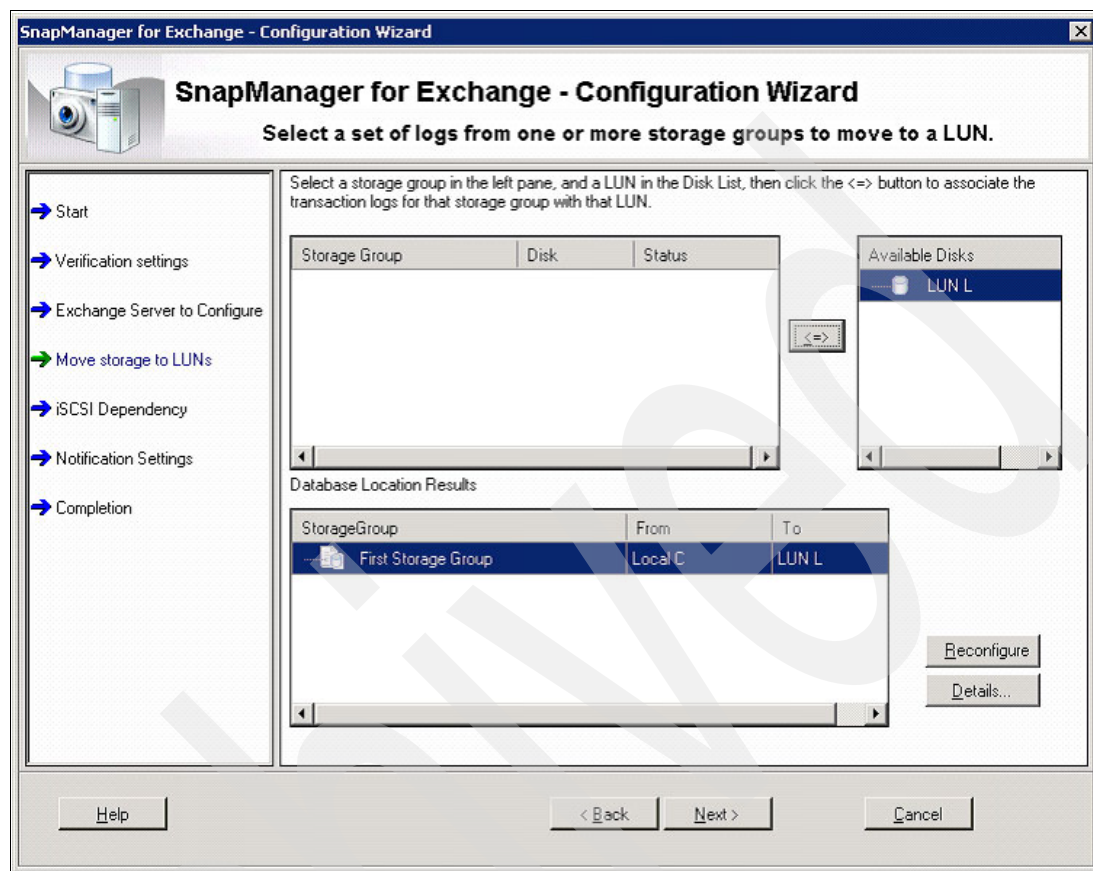 SnapManager for Exchange - Configuration Wizard
SnapManager for Exchange - Configuration Wizard
Select a set of logs from one or more storage groups to move to a LUN.
Start
Verification settings
Exchange Server to Configure
Move storage to LUNs
iSCSI Dependency
Notification Settings
Completion
Select a storage group in the left pane, and a LUN in the Disk List, then click the <=> button to associate the
transaction logs for that storage group with that LUN.
Storage Group Disk Status
<=>
Available Disks
LUN L
Database Location Results
StorageGroup From To
First Storage Group Local C LUN L
Reconfigure
Details...
Help
< Back
Next >
Cancel